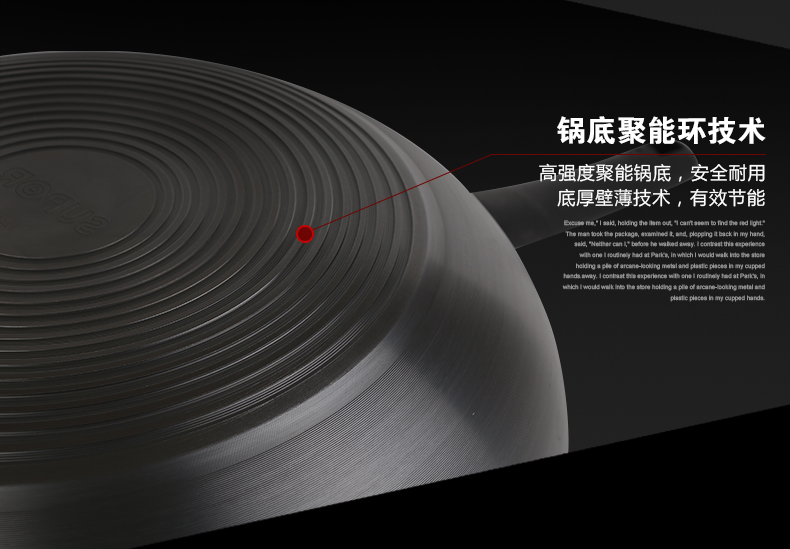 锅底聚能环技术
高强度聚能锅底，安全耐用
底厚壁薄技术，有效节能
Excuse me," I said, holding the item out, "I can't seem to find the red light."
The man took the package, examined it, and, plopping it back in my hand,
said, "Neither can I," before he walked away. I contrast this experience
with one I routinely had at Park's, in which I would walk into the store
holding a pile of arcane-looking metal and plastic pieces in my cupped
hands.away. I contrast this experience with one I routinely had at Park's, in
which I would walk into the store holding a pile of arcane-looking metal and
plastic pieces in my cupped hands.